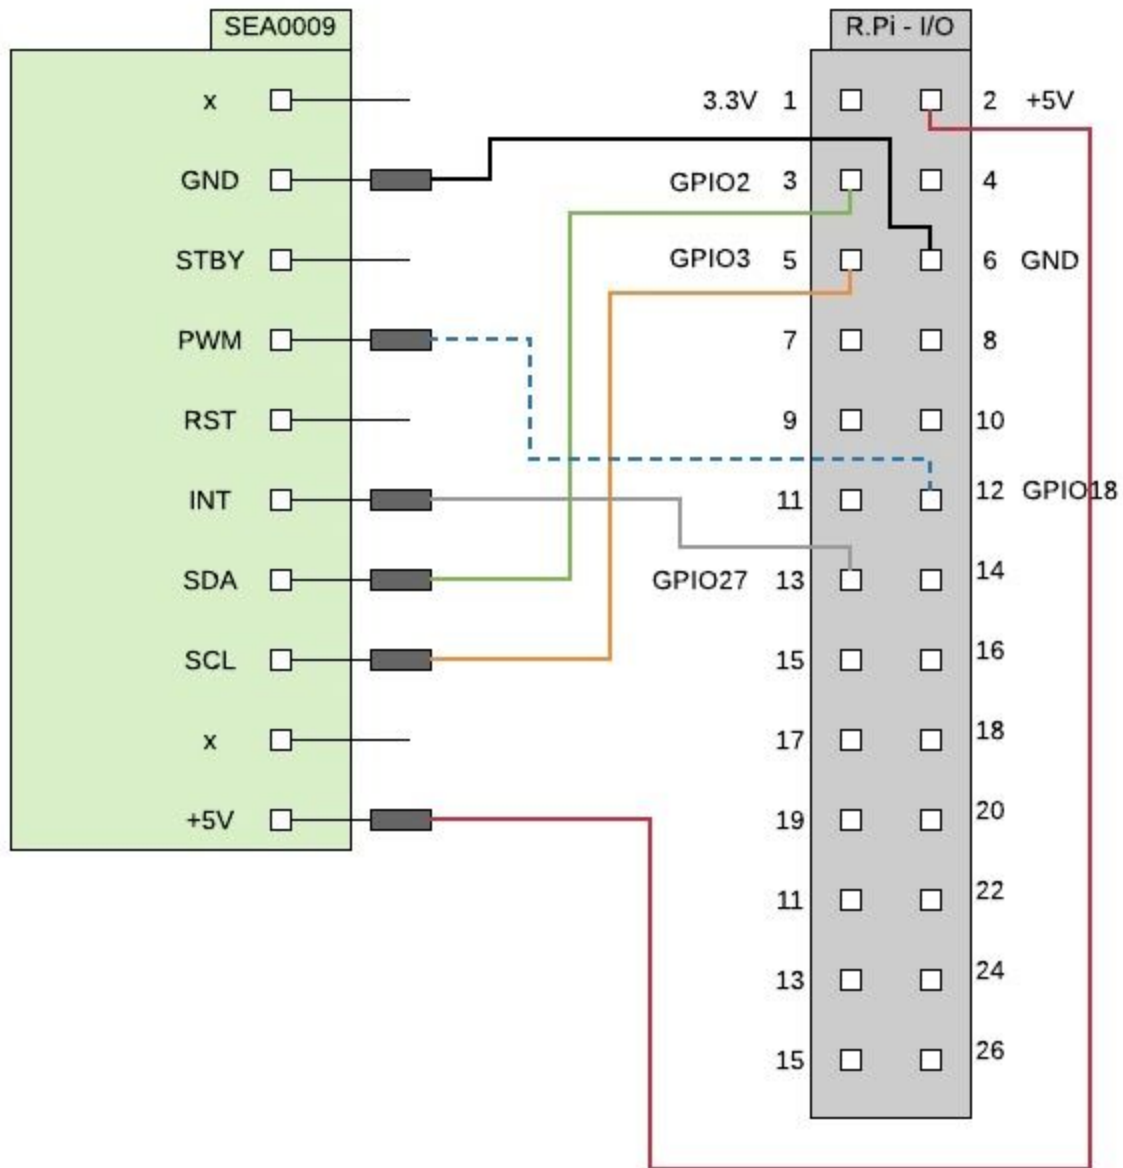 SEA0009
R.Pi - I/O
x
3.3V 1
2 +5V
GND
GPIO2 3
4
STBY
GPIO3 5
6 GND
PWM
7
8
RST
9
10
INT
11
12 GPIO18
SDA
GPIO27 13
14
SCL
15
16
x
17
18
+5V
19
20
11
22
13
24
15
26